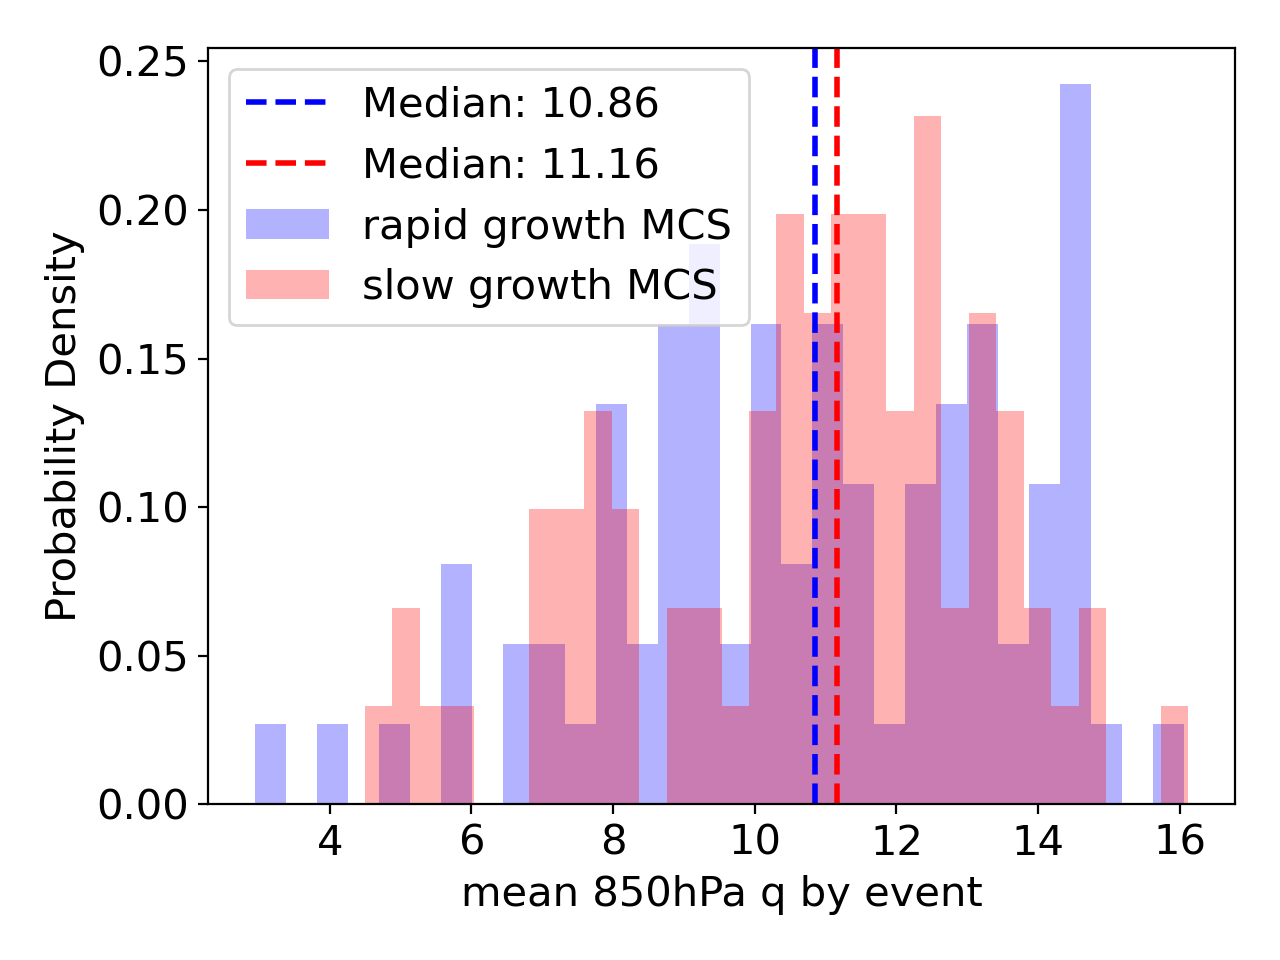 0.25
0.20
0.15
0.10
0.05
0.00
Probability Density
Median: 10.86
Median: 11.16
rapid growth MCS
slow growth MCS
4 6 8 10 12 14 16
mean 850hPa q by event